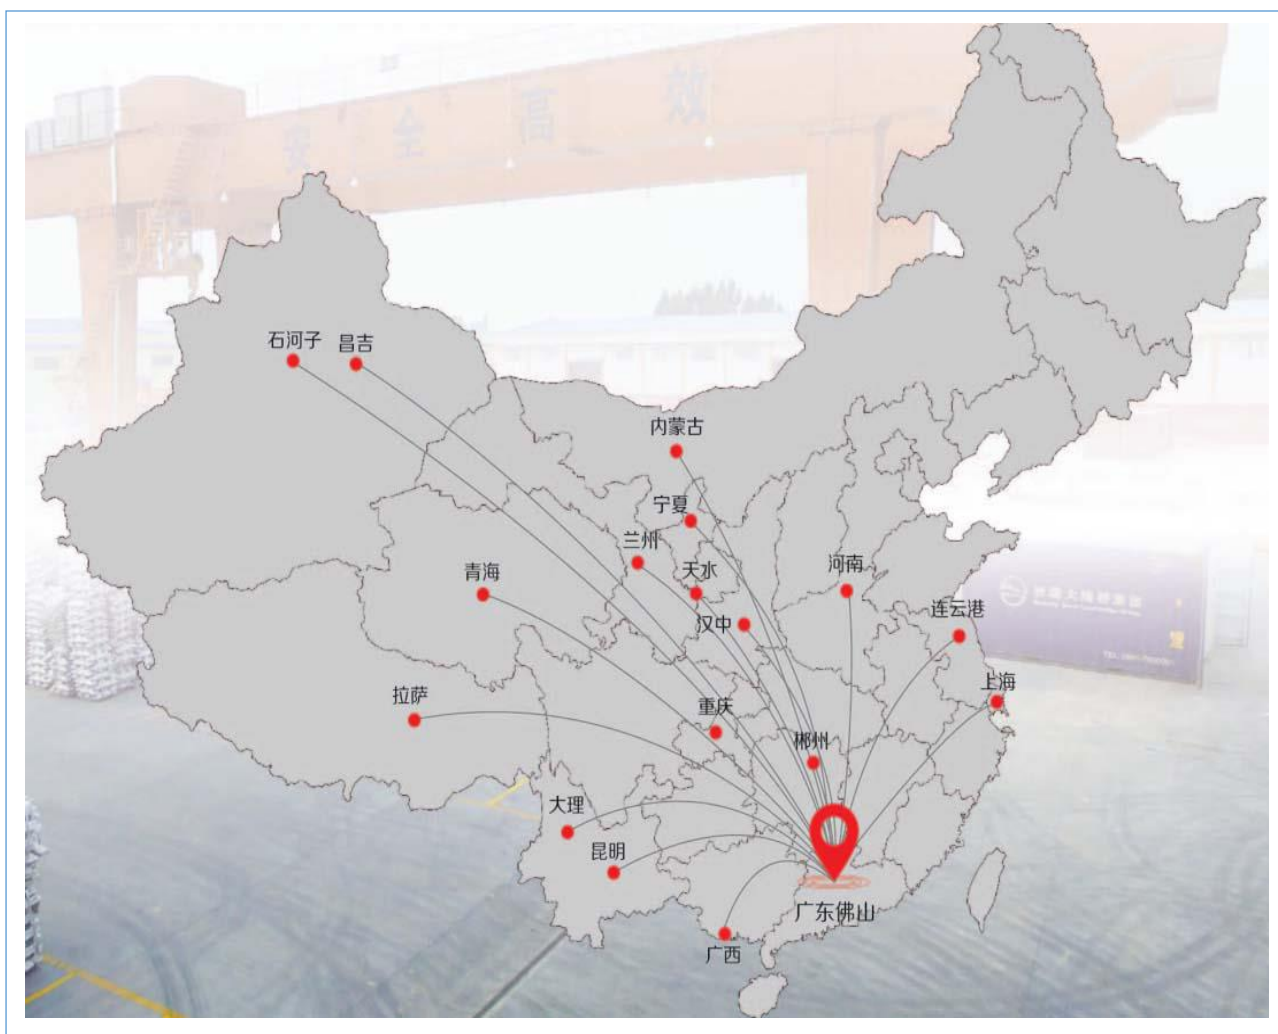 安全高效
石河子
昌吉
内蒙古
宁夏
兰州
天水
河南
青海
汉中
连云港
拉萨
重庆
上海
郴州
大理
昆明
广东佛山
广西